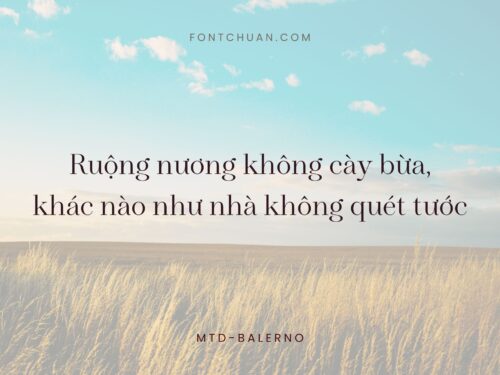 FONTCHUAN.COM
Ruộng nương không cày bừa,
khác nào như nhà không quét tước
MTD-BALERNO